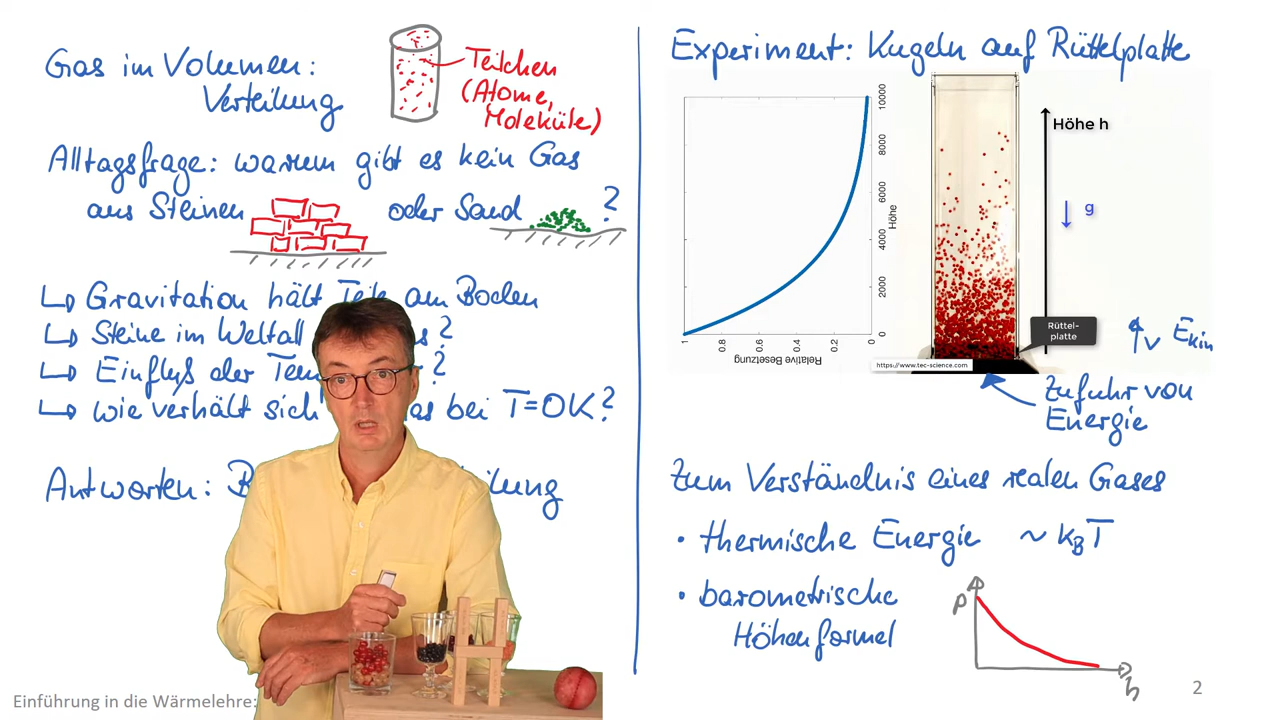 Gas im Volumen:
Verteilung
Teilchen
(Atome,
Moleküle)
Alltagsfrage: warum gibt es kein Gas
aus Steinen oder Sand ?
↳ Gravitation hält Teile am Boden
↳ Steine im Weltall ?
↳ Einfluß der ?
↳ wie verhält sich bei T=0K?
Antworten:
Experiment: Kugeln auf Rüttelplatte
Höhe
10000
8000
6000
4000
2000
0
1
0.8
0.6
0.4
0.2
0
Relative Besetzung
Höhe h
g
Rüttel-
platte
https://www.tec-science.com
v Ekin
Zufuhr von
Energie
Zum Verständnis eines realen Gases
• thermische Energie ~ kBT
• barometrische
Höhenformel
p
h
Einführung in die Wärmelehre:
2